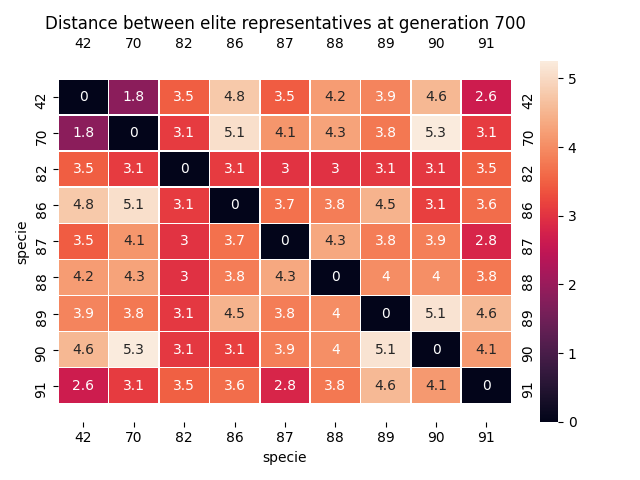 Distance between elite representatives at generation 700
42 70 82 86 87 88 89 90 91
42 0 1.8 3.5 4.8 3.5 4.2 3.9 4.6 2.6 42
70 1.8 0 3.1 5.1 4.1 4.3 3.8 5.3 3.1 70
82 3.5 3.1 0 3.1 3 3 3.1 3.1 3.5 82
86 4.8 5.1 3.1 0 3.7 3.8 4.5 3.1 3.6 86
87 3.5 4.1 3 3.7 0 4.3 3.8 3.9 2.8 87
88 4.2 4.3 3 3.8 4.3 0 4 4 3.8 88
89 3.9 3.8 3.1 4.5 3.8 4 0 5.1 4.6 89
90 4.6 5.3 3.1 3.1 3.9 4 5.1 0 4.1 90
91 2.6 3.1 3.5 3.6 2.8 3.8 4.6 4.1 0 91
42 70 82 86 87 88 89 90 91
specie
specie
5
4
3
2
1
0